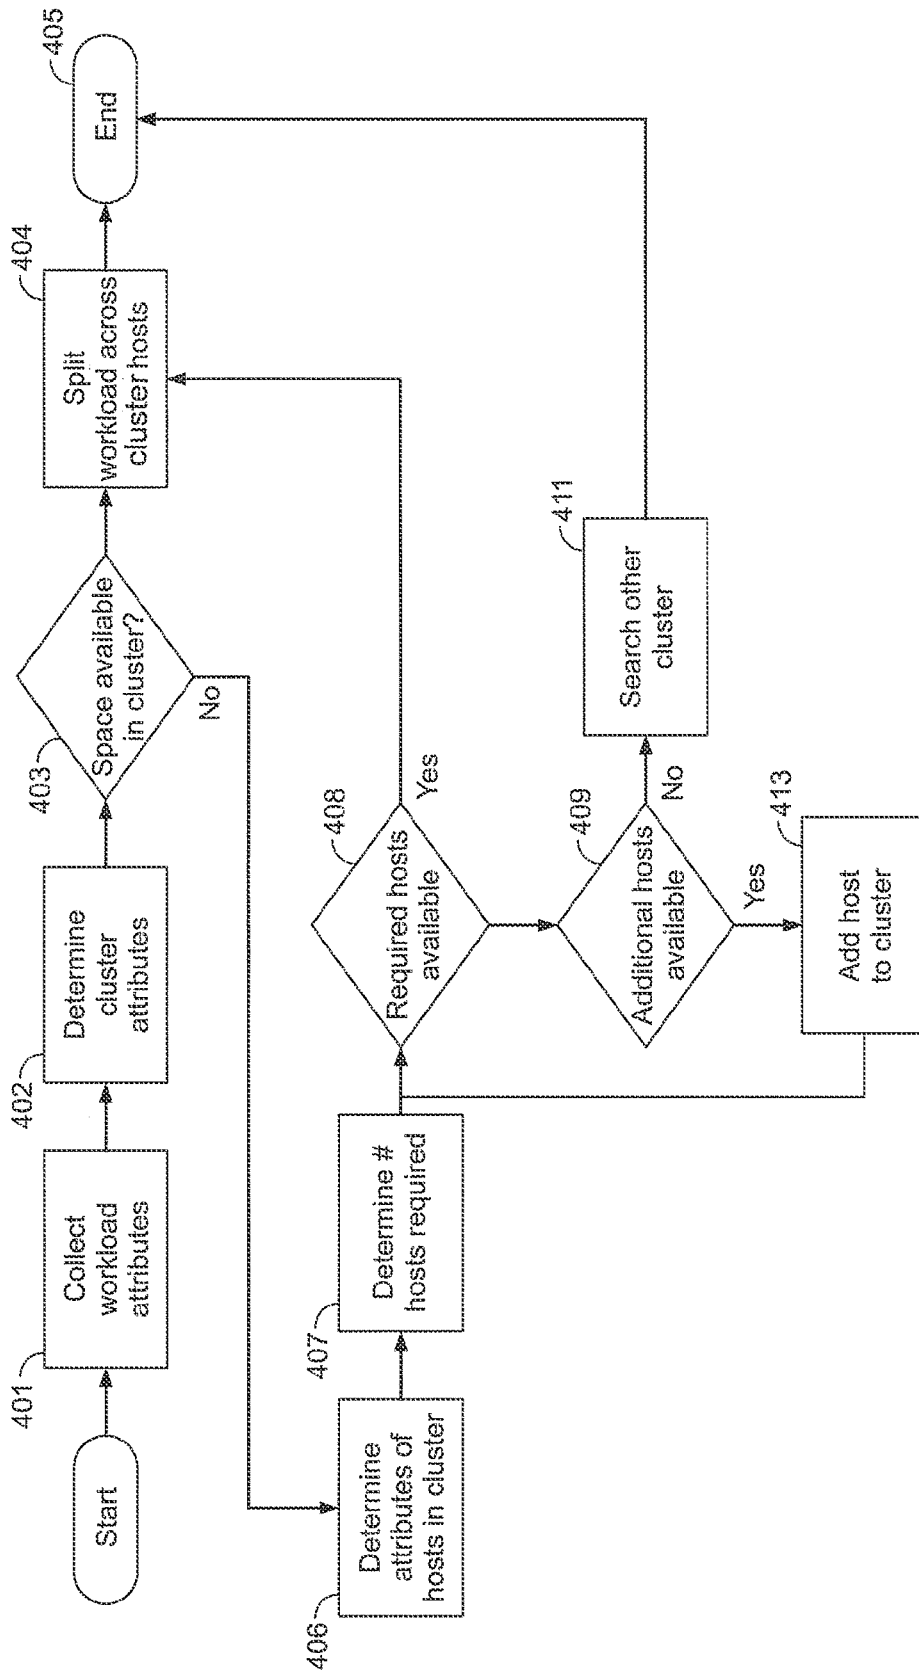 Start
401
Collect
workload
attributes
402
Determine
cluster
attributes
403
Space available
in cluster?
No
404
Split
workload across
cluster hosts
405
End
406
Determine
attributes of
hosts in cluster
407
Determine #
hosts required
408
Required hosts
available
Yes
409
Additional hosts
available
No
Yes
411
Search other
cluster
413
Add host
to cluster